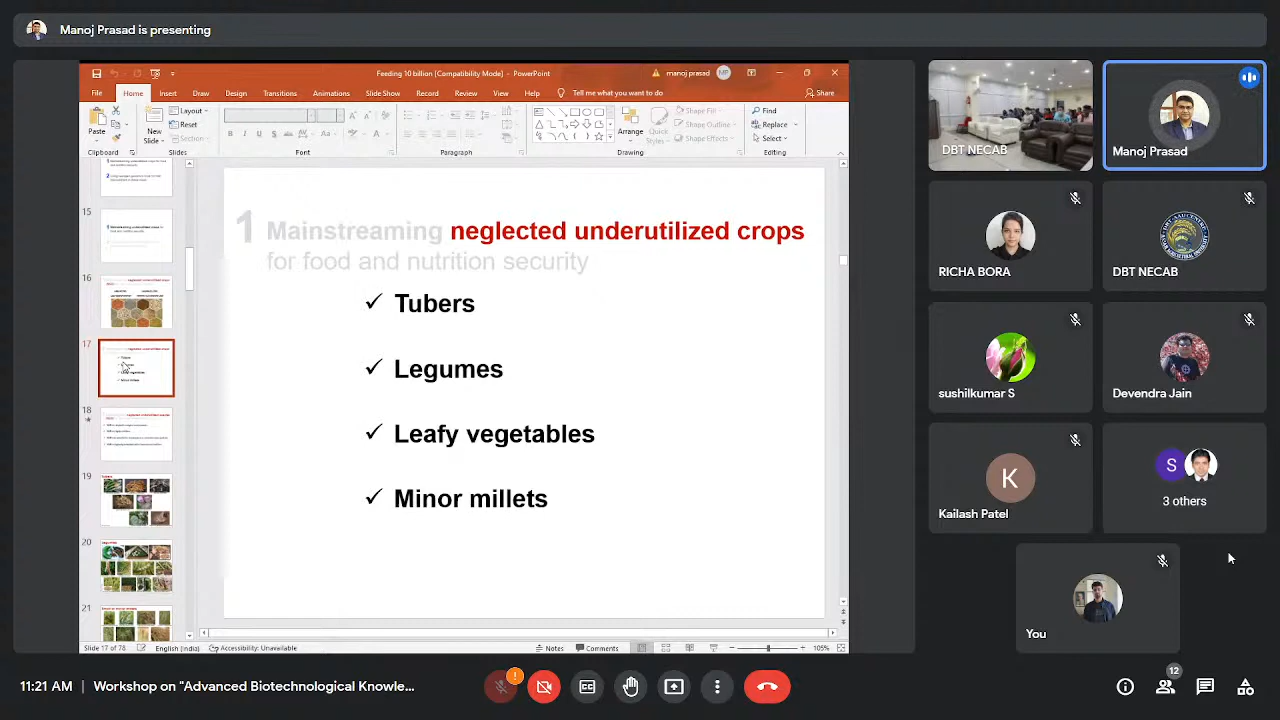 Manoj Prasad is presenting
Feeding 10 billion [Compatibility Mode] - PowerPoint
manoj prasad
MP
File
Home
Insert
Draw
Design
Transitions
Animations
Slide Show
Record
Review
View
Help
Tell me what you want to do
Share
Paste
Clipboard
New
Slide
Layout
Reset
Section
Slides
B I U S
Aa
A
Font
Paragraph
Arrange
Quick
Styles
Shape Fill
Shape Outline
Shape Effects
Drawing
Find
Replace
Select
Editing
15
16
17
18
19
20
21
1 Mainstreaming neglected underutilized crops
for food and nutrition security
✓ Tubers
✓ Legumes
✓ Leafy vegetables
✓ Minor millets
Slide 17 of 78
English (India)
Accessibility: Unavailable
Notes
Comments
105%
DBT NECAB
Manoj Prasad
RICHA BORA
DBT NECAB
sushilkumar S
Devendra Jain
K
Kailash Patel
S
3 others
You
11:21 AM
Workshop on "Advanced Biotechnological Knowle...
12